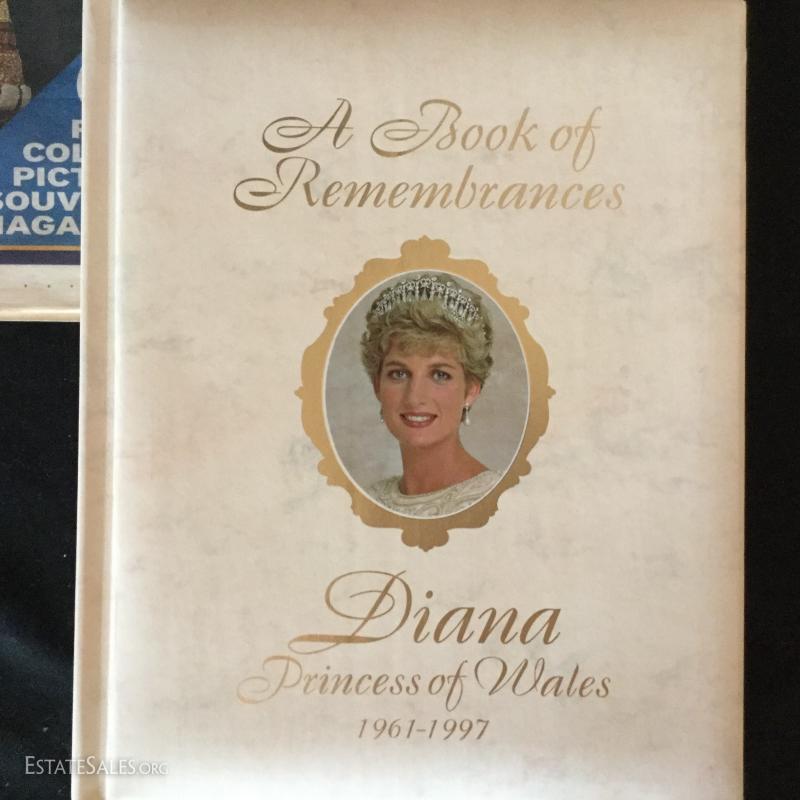 A Book of
Remembrances
Diana
Princess of Wales
1961-1997
ESTATESALES.ORG